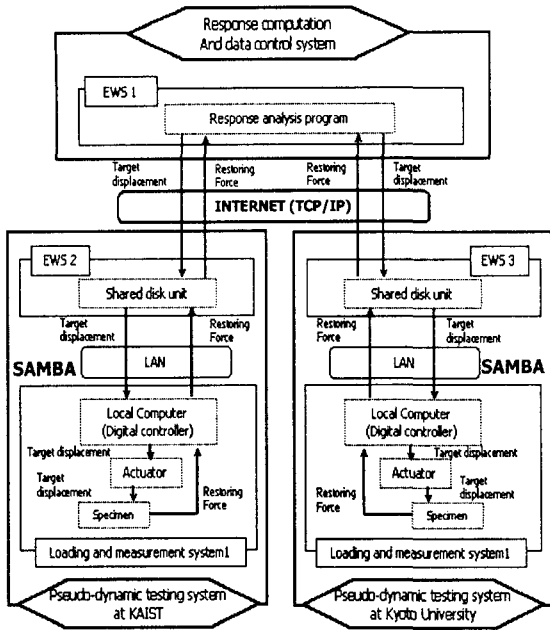 Response computation
And data control system
EWS 1
Response analysis program
Target
displacement
Restoring
Force
Restoring
Force
Target
displacement
INTERNET (TCP/IP)
EWS 2
Shared disk unit
Target
displacement
Restoring
Force
SAMBA
LAN
Local Computer
(Digital controller)
Target displacement
Actuator
Target
displacement
Restoring
Force
Specimen
Loading and measurement system1
Pseudo-dynamic testing system
at KAIST
EWS 3
Shared disk unit
Restoring
Force
Target
displacement
LAN
SAMBA
Local Computer
(Digital controller)
Target displacement
Actuator
Restoring
Force
Target
displacement
Specimen
Loading and measurement system1
Pseudo-dynamic testing system
at Kyoto University